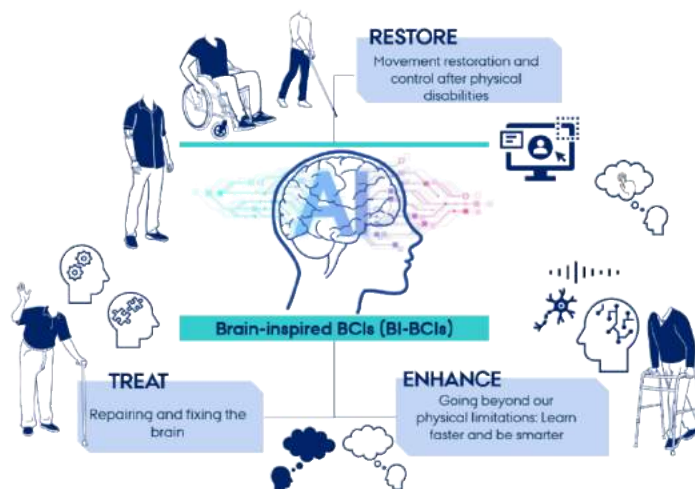 RESTORE
Movement restoration and
control after physical
disabilities
AI
Brain-inspired BCIs (BI-BCIs)
TREAT
Repairing and fixing the
brain
ENHANCE
Going beyond our
physical limitations: Learn
faster and be smarter